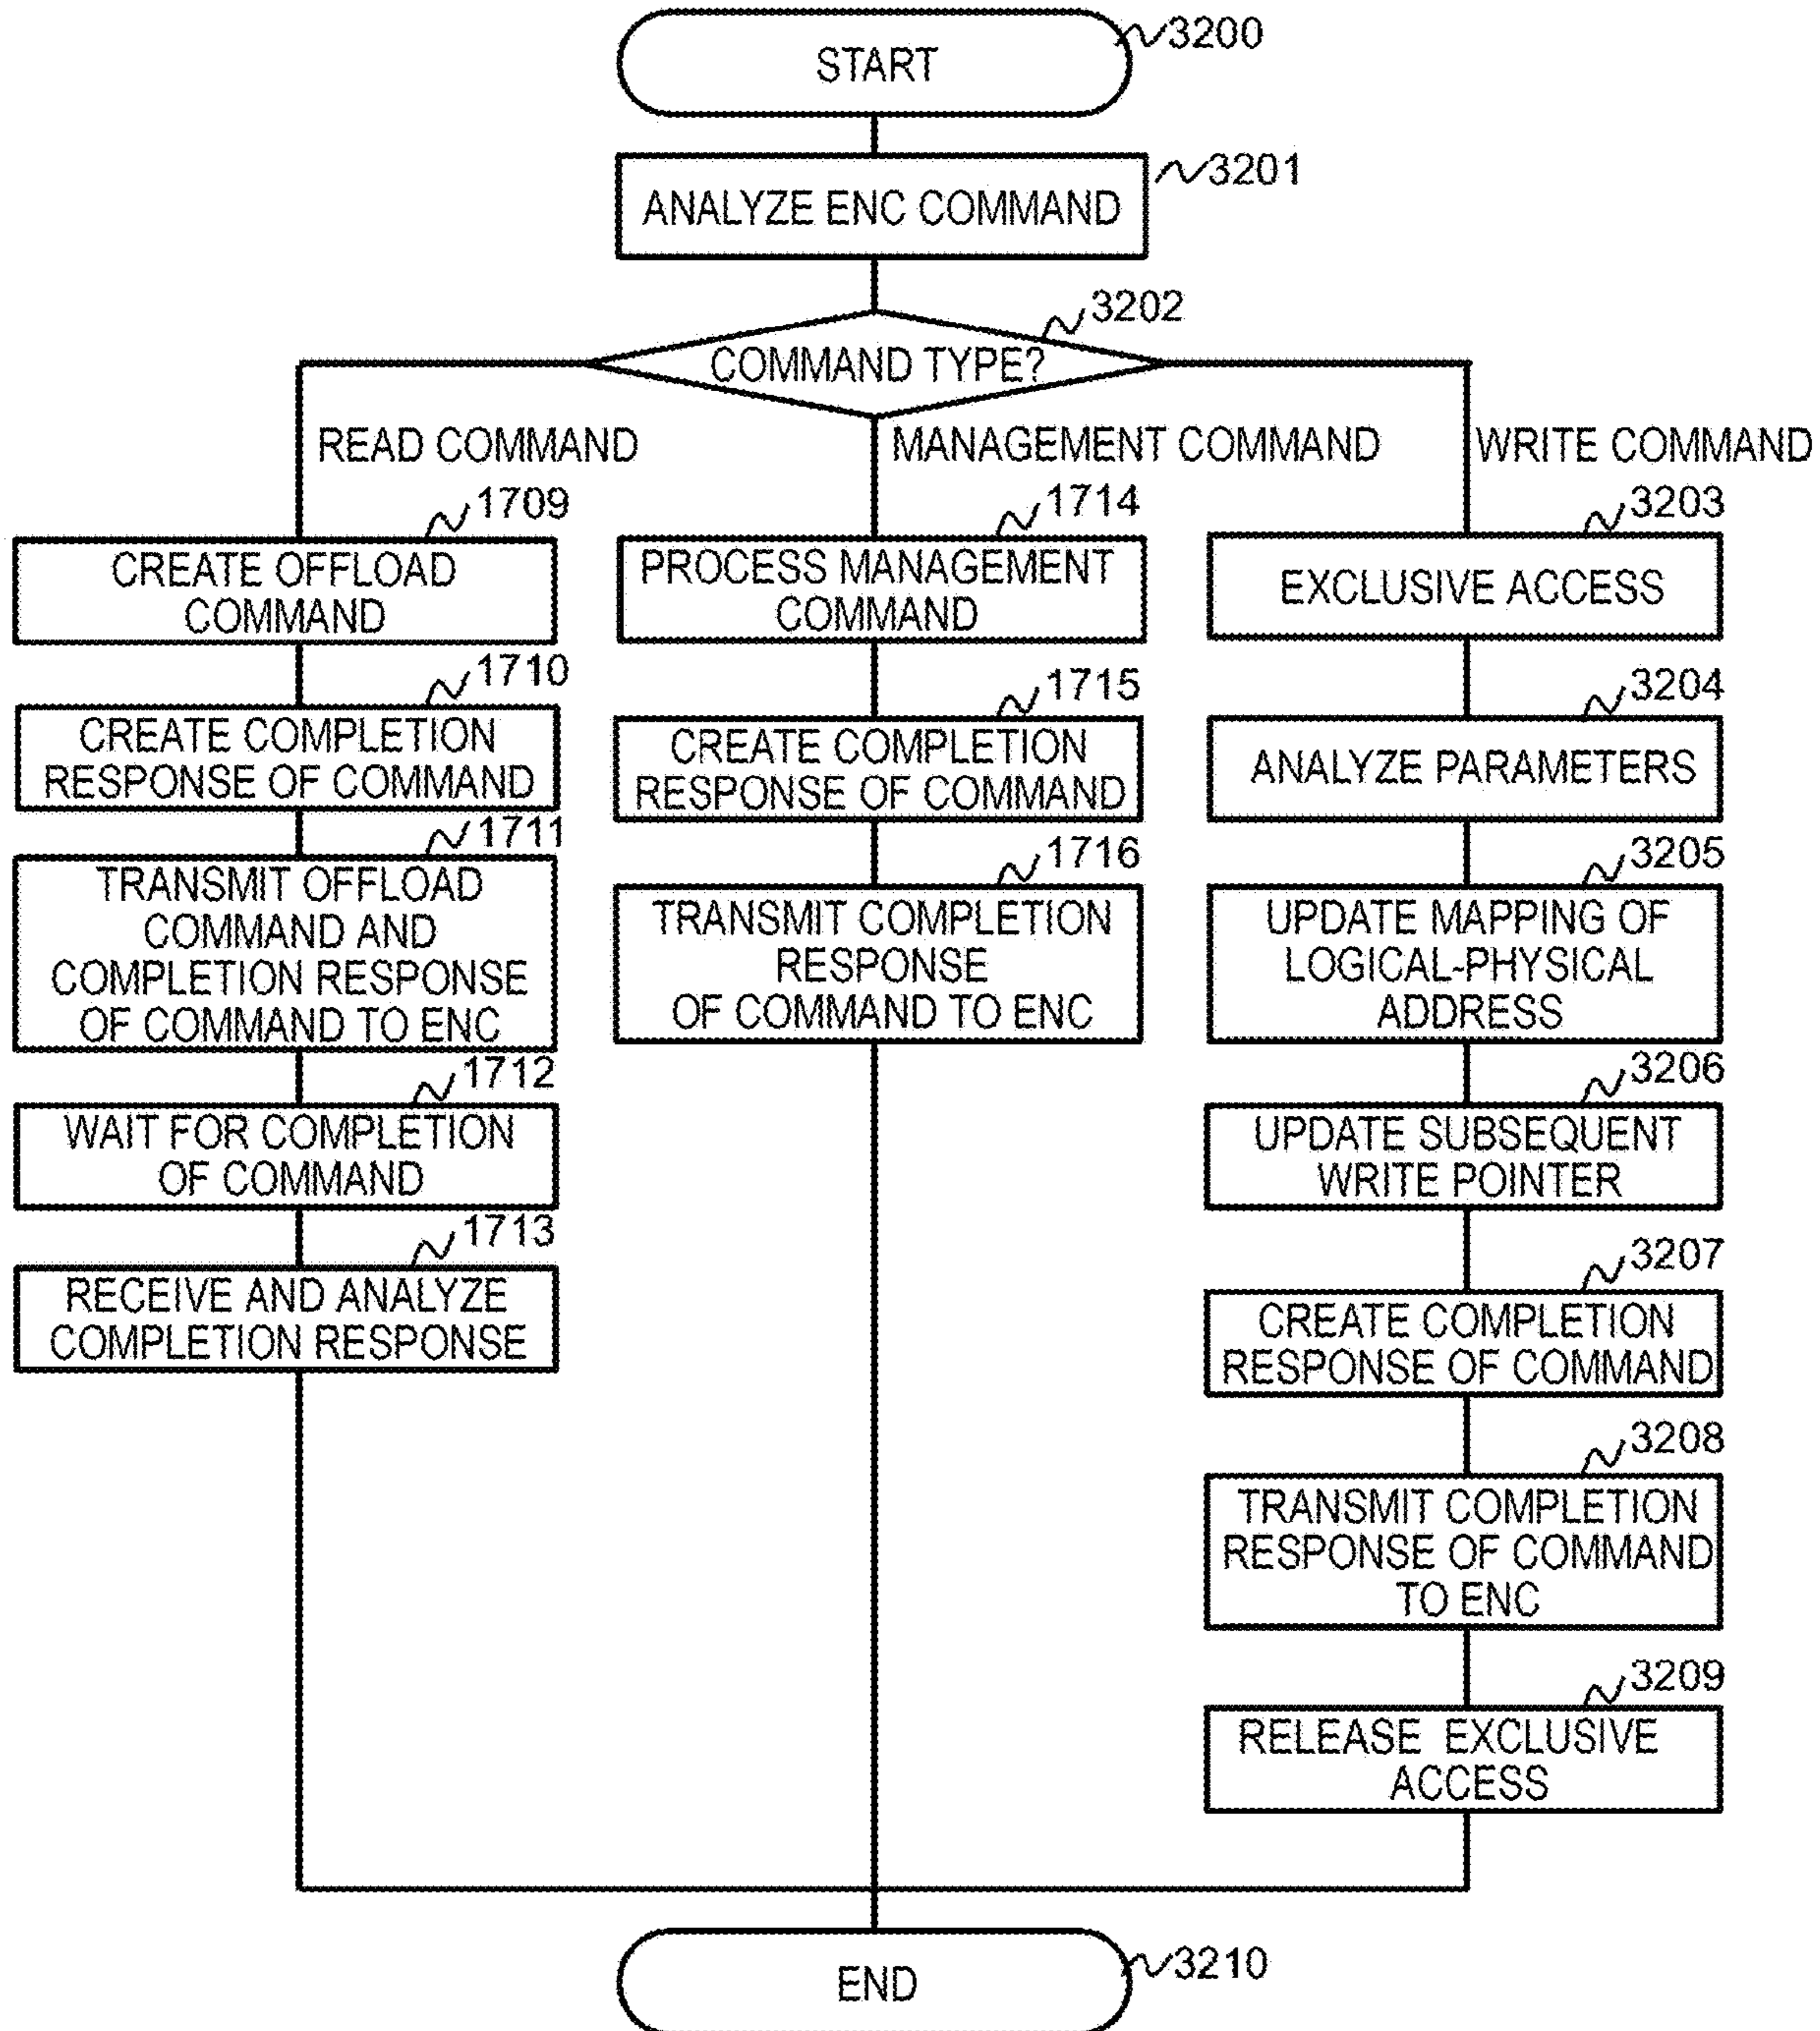 3200
START
3201
ANALYZE ENC COMMAND
3202
COMMAND TYPE?
READ COMMAND
MANAGEMENT COMMAND
WRITE COMMAND
1709
CREATE OFFLOAD
COMMAND
1710
CREATE COMPLETION
RESPONSE OF COMMAND
1711
TRANSMIT OFFLOAD
COMMAND AND
COMPLETION RESPONSE
OF COMMAND TO ENC
1712
WAIT FOR COMPLETION
OF COMMAND
1713
RECEIVE AND ANALYZE
COMPLETION RESPONSE
1714
PROCESS MANAGEMENT
COMMAND
1715
CREATE COMPLETION
RESPONSE OF COMMAND
1716
TRANSMIT COMPLETION
RESPONSE
OF COMMAND TO ENC
3203
EXCLUSIVE ACCESS
3204
ANALYZE PARAMETERS
3205
UPDATE MAPPING OF
LOGICAL-PHYSICAL
ADDRESS
3206
UPDATE SUBSEQUENT
WRITE POINTER
3207
CREATE COMPLETION
RESPONSE OF COMMAND
3208
TRANSMIT COMPLETION
RESPONSE OF COMMAND
TO ENC
3209
RELEASE EXCLUSIVE
ACCESS
3210
END